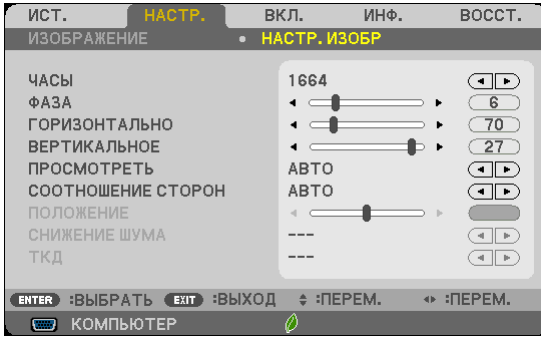 ИСТ. НАСТР. ВКЛ. ИНФ. ВОССТ.
ИЗОБРАЖЕНИЕ • НАСТР. ИЗОБР
ЧАСЫ 1664
ФАЗА 6
ГОРИЗОНТАЛЬНО 70
ВЕРТИКАЛЬНОЕ 27
ПРОСМОТРЕТЬ АВТО
СООТНОШЕНИЕ СТОРОН АВТО
ПОЛОЖЕНИЕ
СНИЖЕНИЕ ШУМА ---
ТКД ---
ENTER :ВЫБРАТЬ EXIT :ВЫХОД :ПЕРЕМ. :ПЕРЕМ.
КОМПЬЮТЕР